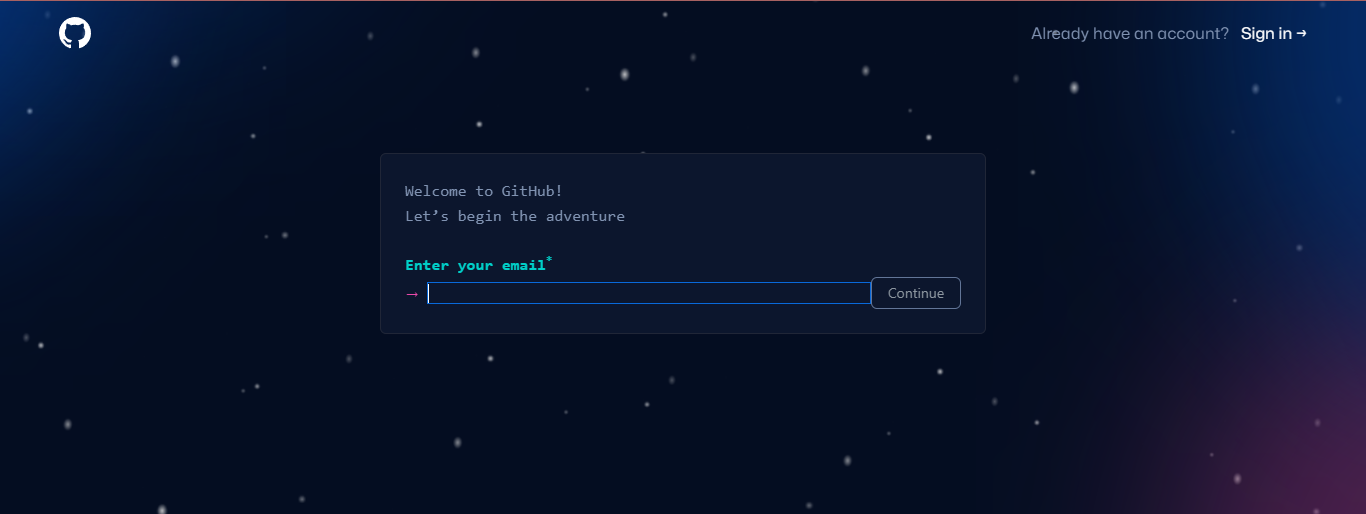 Already have an account? Sign in →
Welcome to GitHub!
Let’s begin the adventure
Enter your email*
→
Continue